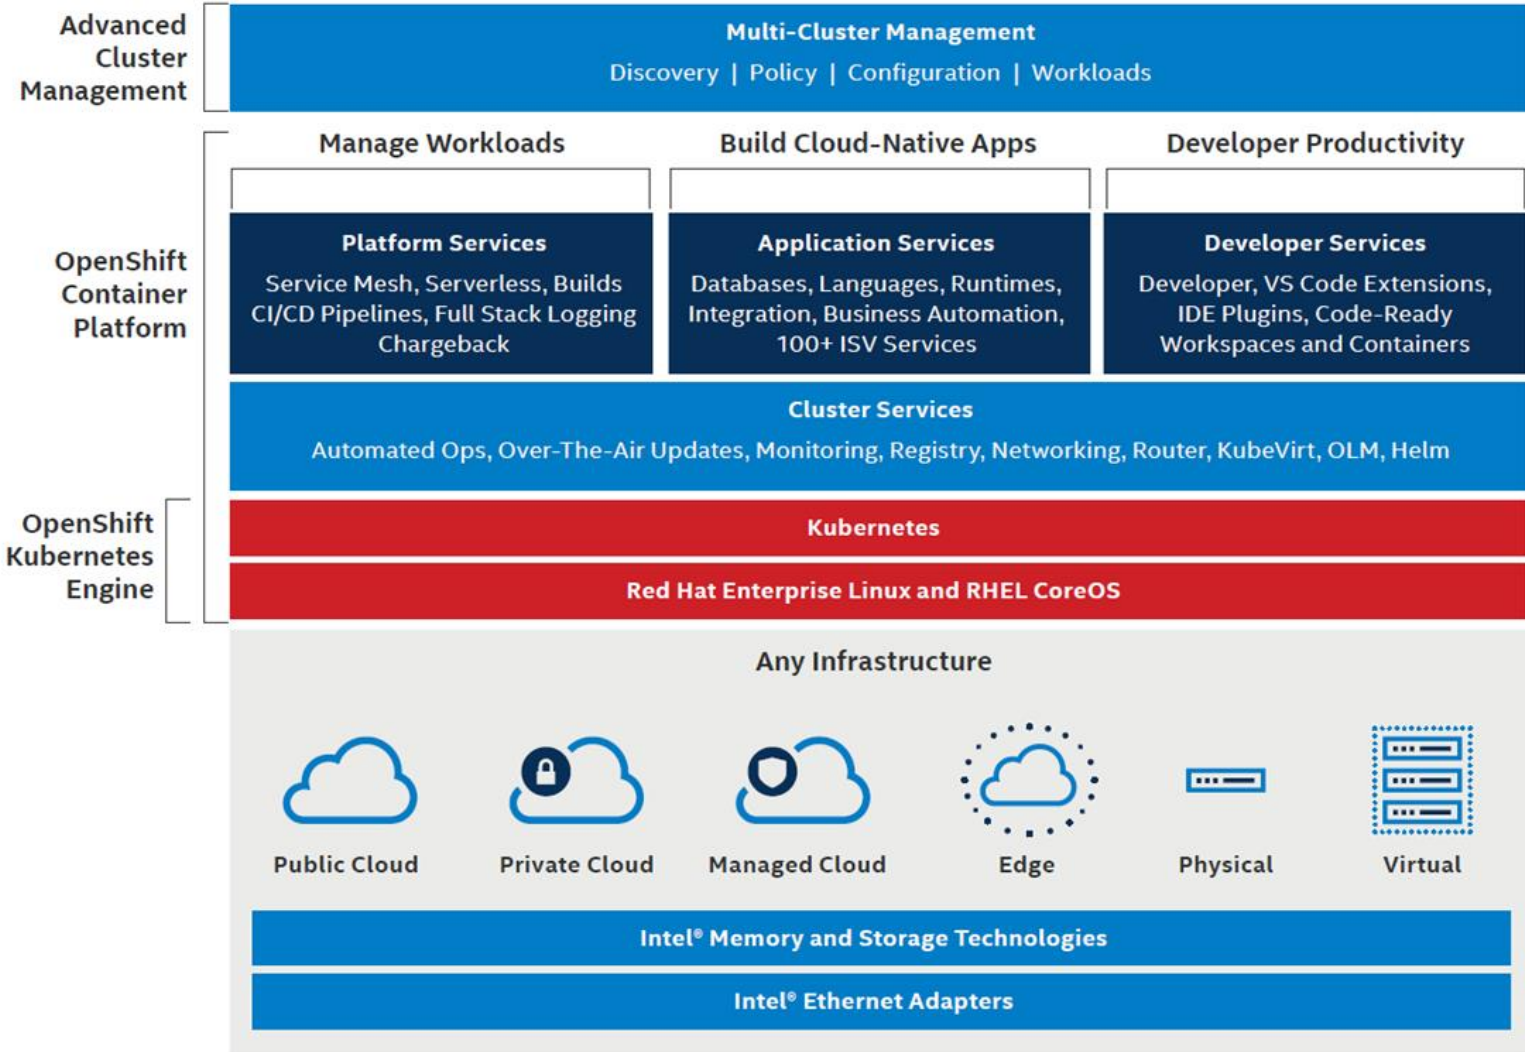 Advanced
Cluster
Management
Multi-Cluster Management
Discovery | Policy | Configuration | Workloads
Manage Workloads
Build Cloud-Native Apps
Developer Productivity
OpenShift
Container
Platform
Platform Services
Service Mesh, Serverless, Builds
CI/CD Pipelines, Full Stack Logging
Chargeback
Application Services
Databases, Languages, Runtimes,
Integration, Business Automation,
100+ ISV Services
Developer Services
Developer, VS Code Extensions,
IDE Plugins, Code-Ready
Workspaces and Containers
Cluster Services
Automated Ops, Over-The-Air Updates, Monitoring, Registry, Networking, Router, KubeVirt, OLM, Helm
OpenShift
Kubernetes
Engine
Kubernetes
Red Hat Enterprise Linux and RHEL CoreOS
Any Infrastructure
Public Cloud
Private Cloud
Managed Cloud
Edge
Physical
Virtual
Intel® Memory and Storage Technologies
Intel® Ethernet Adapters